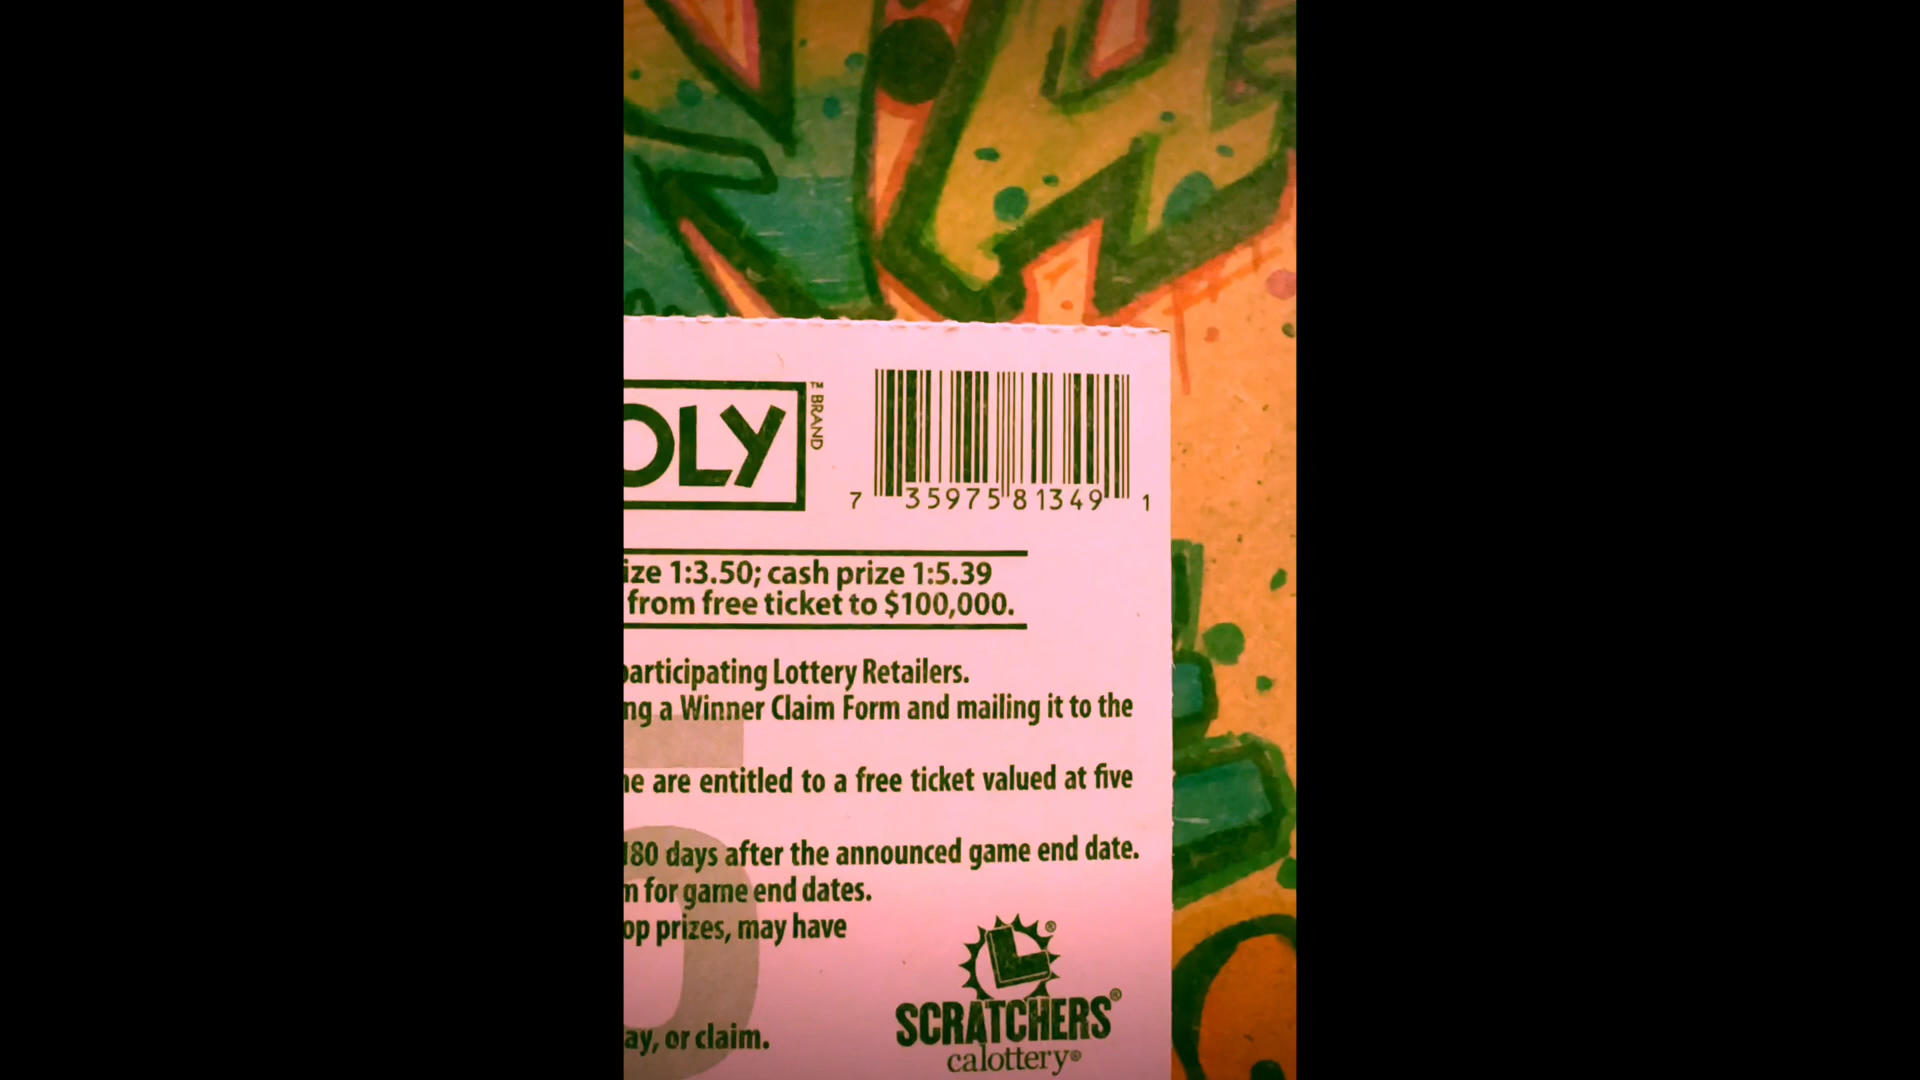 OLY
™ BRAND
7 35975 81349 1
ize 1:3.50; cash prize 1:5.39
from free ticket to $100,000.
participating Lottery Retailers.
ng a Winner Claim Form and mailing it to the
ne are entitled to a free ticket valued at five
180 days after the announced game end date.
m for game end dates.
op prizes, may have
ay, or claim.
L®
SCRATCHERS®
calottery®